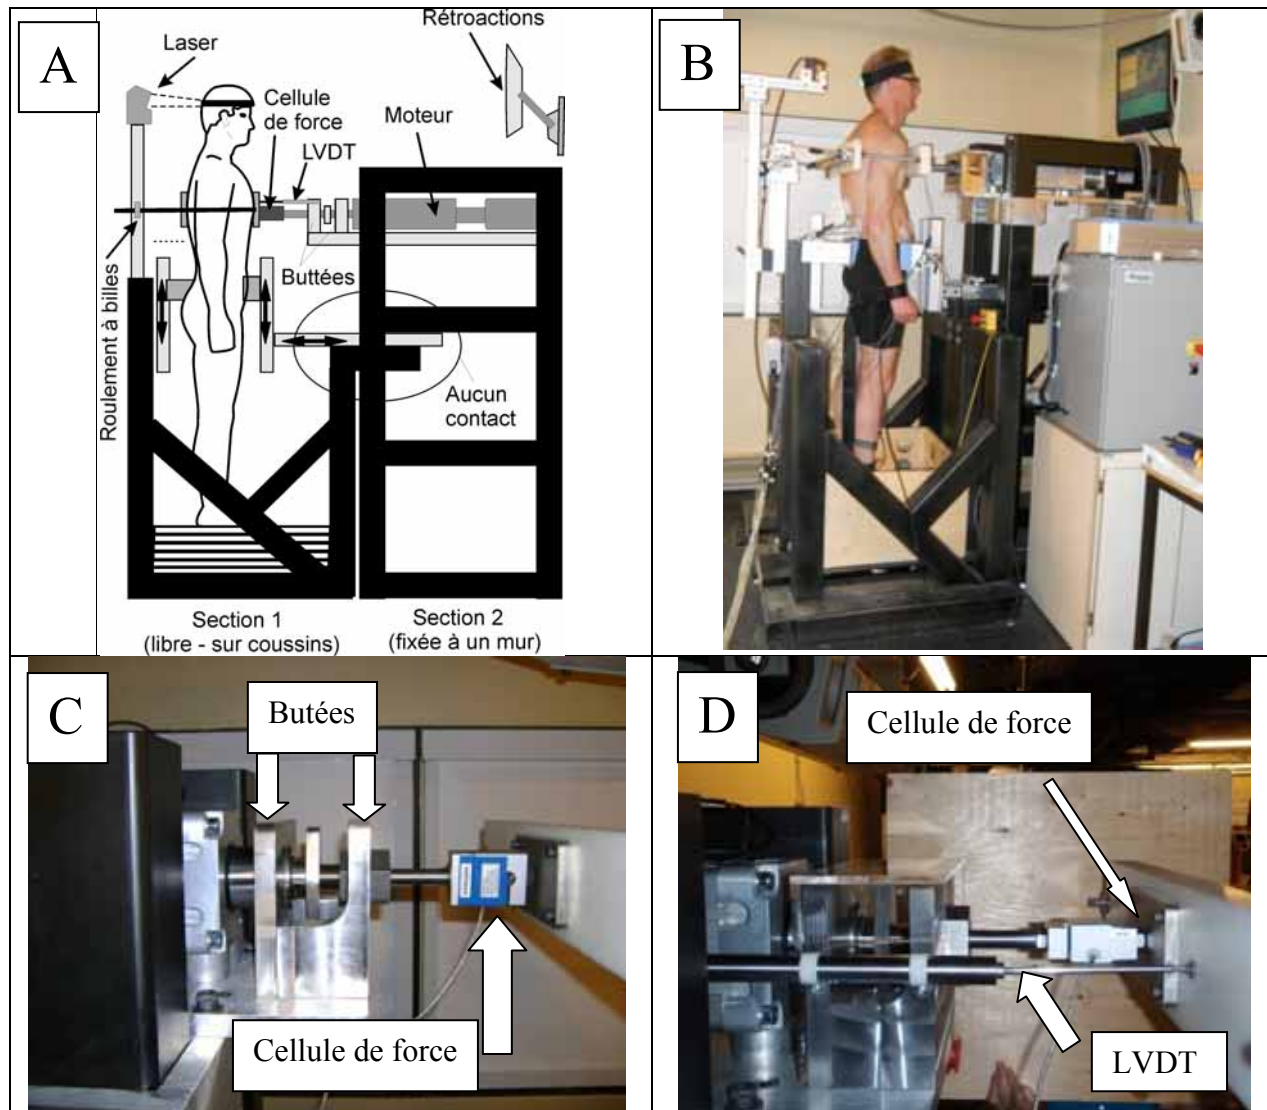 A
Laser
Rétroactions
Cellule
de force
LVDT
Moteur
Roulement à billes
Buttées
Aucun
contact
Section 1
(libre - sur coussins)
Section 2
(fixée à un mur)
B
C
Butées
Cellule de force
D
Cellule de force
LVDT